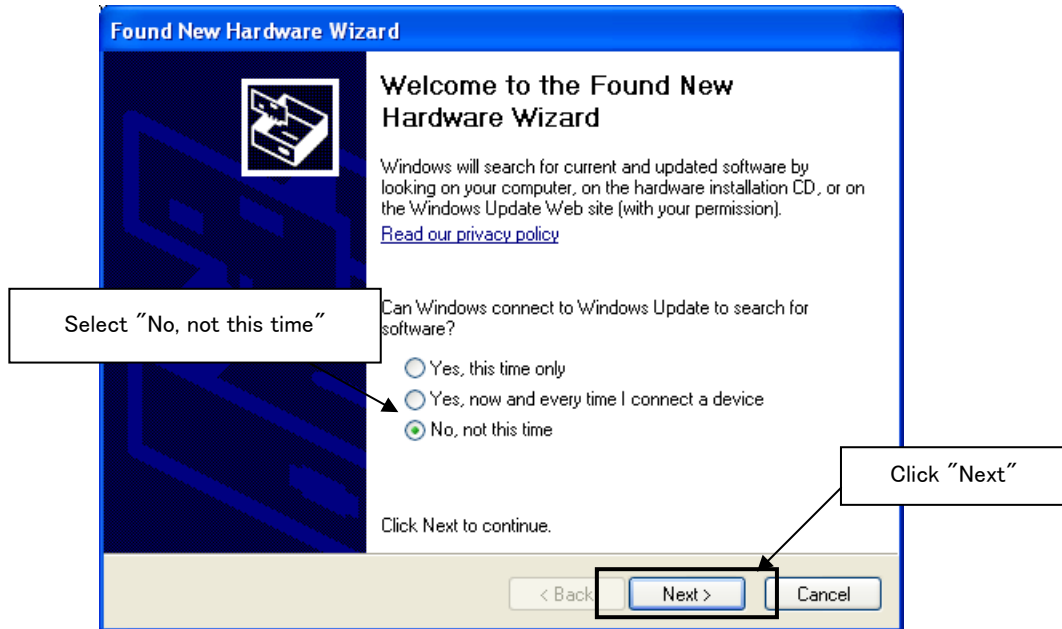 Found New Hardware Wizard
Welcome to the Found New
Hardware Wizard
Windows will search for current and updated software by
looking on your computer, on the hardware installation CD, or on
the Windows Update Web site (with your permission).
Read our privacy policy
Can Windows connect to Windows Update to search for
software?
Select "No, not this time"
Yes, this time only
Yes, now and every time I connect a device
No, not this time
Click "Next"
Click Next to continue.
< Back
Next >
Cancel